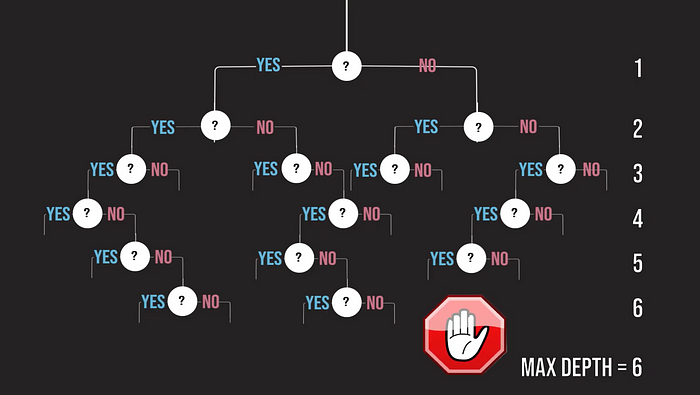 YES ? NO 1
YES ? NO YES ? NO 2
YES ? NO YES ? NO YES ? NO YES ? NO 3
YES ? NO YES ? NO YES ? NO 4
YES ? NO YES ? NO YES ? NO 5
YES ? NO YES ? NO 6
MAX DEPTH = 6